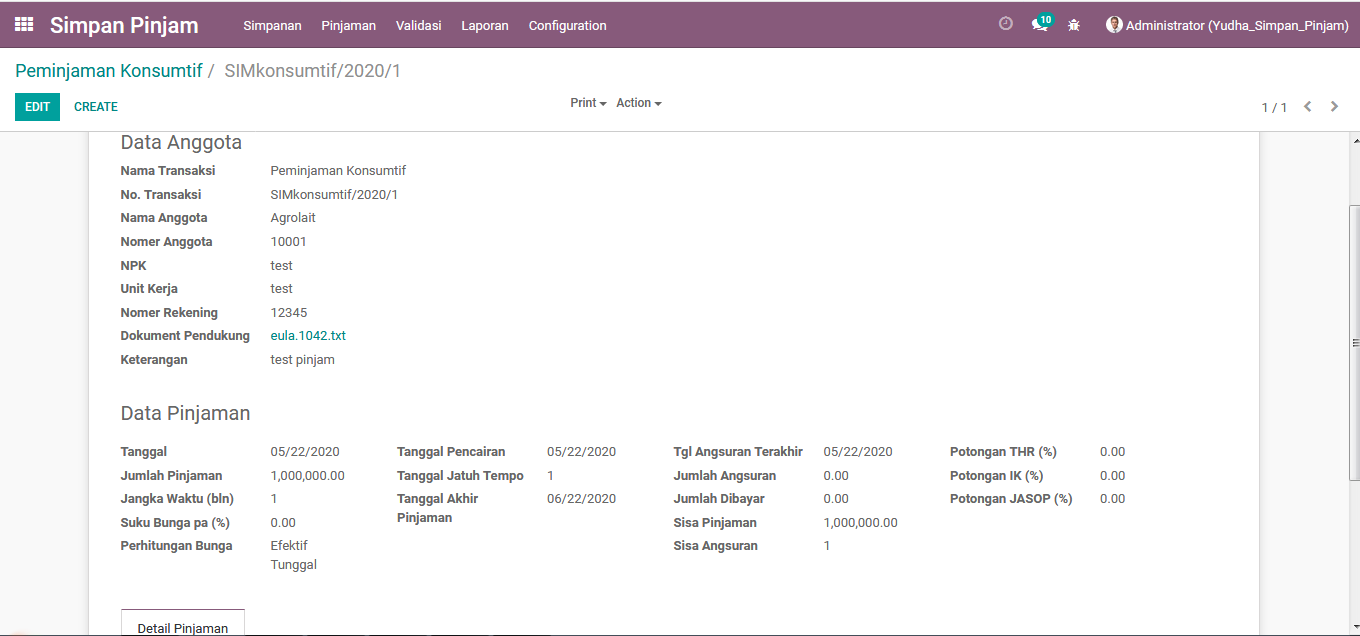 Simpan Pinjam Simpanan Pinjaman Validasi Laporan Configuration 10 Administrator (Yudha_Simpan_Pinjam)
Peminjaman Konsumtif / SIMkonsumtif/2020/1
EDIT CREATE Print Action 1 / 1
Data Anggota
Nama Transaksi Peminjaman Konsumtif
No. Transaksi SIMkonsumtif/2020/1
Nama Anggota Agrolait
Nomer Anggota 10001
NPK test
Unit Kerja test
Nomer Rekening 12345
Dokument Pendukung eula.1042.txt
Keterangan test pinjam
Data Pinjaman
Tanggal 05/22/2020 Tanggal Pencairan 05/22/2020 Tgl Angsuran Terakhir 05/22/2020 Potongan THR (%) 0.00
Jumlah Pinjaman 1,000,000.00 Tanggal Jatuh Tempo 1 Jumlah Angsuran 0.00 Potongan IK (%) 0.00
Jangka Waktu (bln) 1 Tanggal Akhir 06/22/2020 Jumlah Dibayar 0.00 Potongan JASOP (%) 0.00
Pinjaman
Suku Bunga pa (%) 0.00 Sisa Pinjaman 1,000,000.00
Perhitungan Bunga Efektif Sisa Angsuran 1
Tunggal
Detail Pinjaman